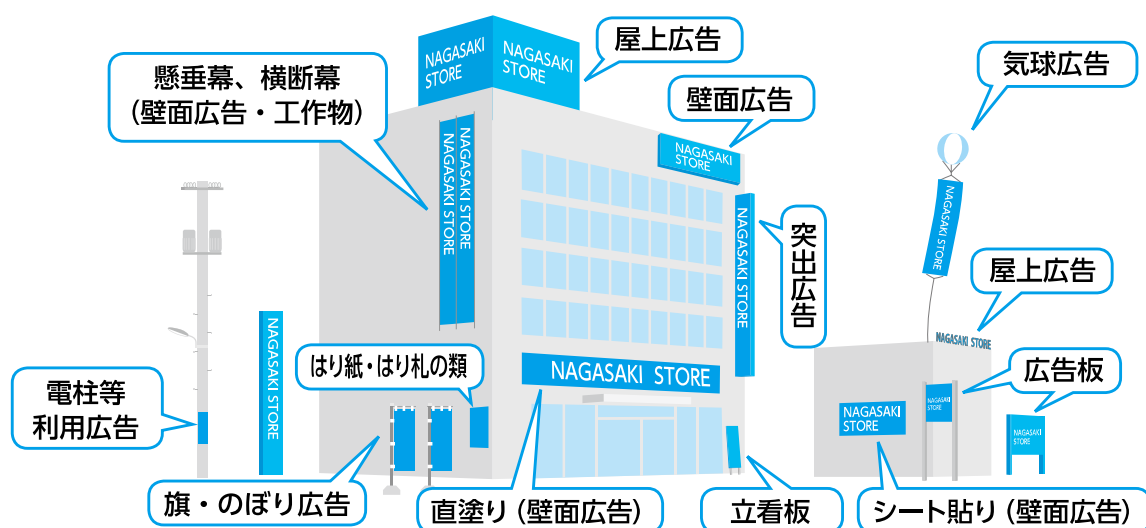 NAGASAKI
STORE
NAGASAKI
STORE
屋上広告
気球広告
懸垂幕、横断幕
（壁面広告・工作物）
壁面広告
NAGASAKI
STORE
NAGASAKI STORE
NAGASAKI STORE
NAGASAKI STORE
突出広告
NAGASAKI STORE
屋上広告
NAGASAKI STORE
NAGASAKI STORE
はり紙・はり札の類
NAGASAKI STORE
広告板
電柱等
利用広告
NAGASAKI
STORE
NAGASAKI
STORE
NAGASAKI
STORE
旗・のぼり広告
直塗り（壁面広告）
立看板
シート貼り（壁面広告）